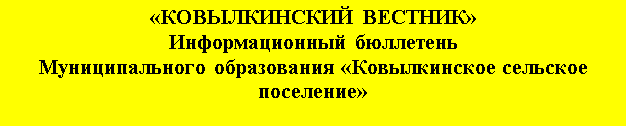 «КОВЫЛКИНСКИЙ ВЕСТНИК»
Информационный бюллетень
Муниципального образования «Ковылкинское сельское
поселение»